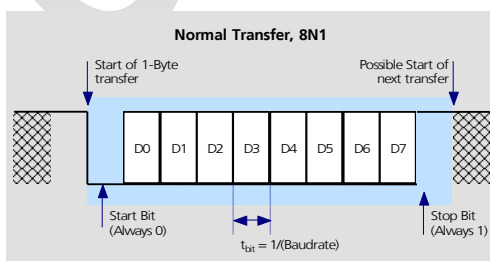 Normal Transfer, 8N1
Start of 1-Byte
transfer
Possible Start of
next transfer
D0 D1 D2 D3 D4 D5 D6 D7
Start Bit
(Always 0)
Stop Bit
(Always 1)
tbit = 1/(Baudrate)